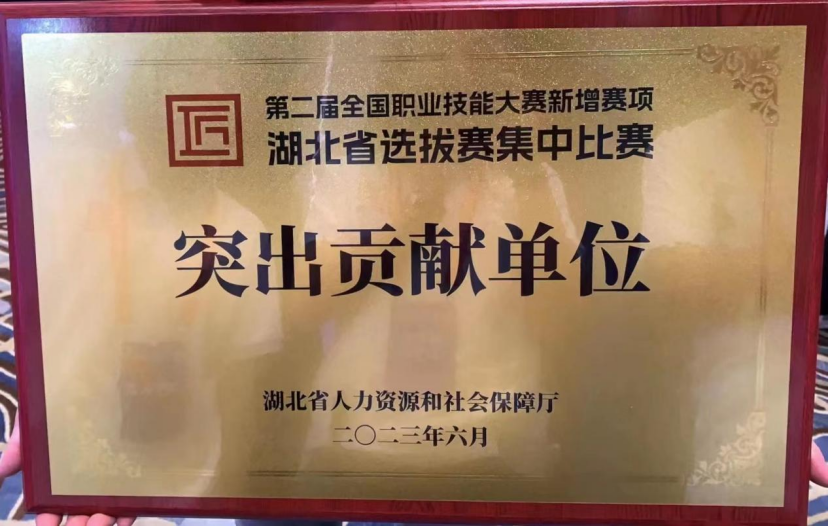 第二届全国职业技能大赛新增赛项
湖北省选拔赛集中比赛
突出贡献单位
湖北省人力资源和社会保障厅
二〇二三年六月